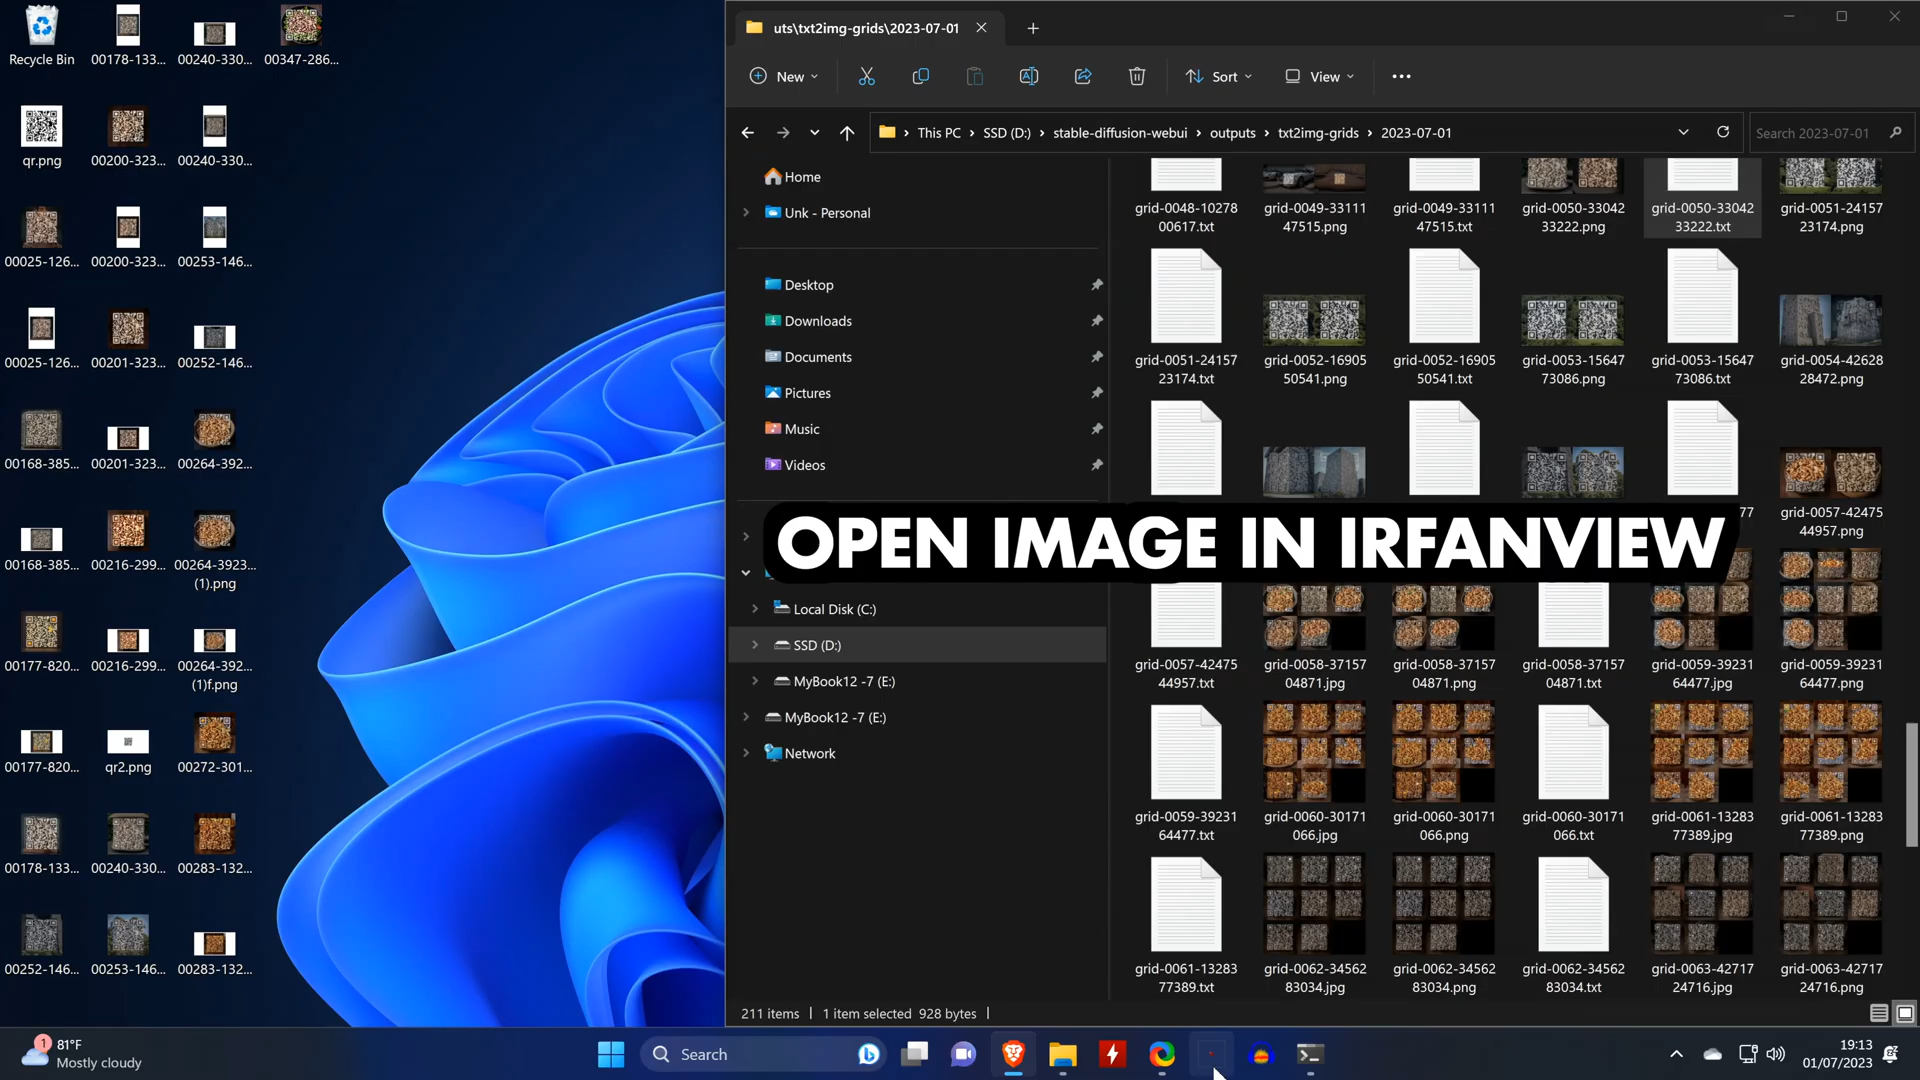 Recycle Bin
00178-133...
00240-330...
00347-286...
qr.png
00200-323...
00240-330...
00025-126...
00200-323...
00253-146...
00025-126...
00201-323...
00252-146...
00168-385...
00201-323...
00264-392...
00168-385...
00216-299...
00264-3923...
(1).png
00177-820...
00216-299...
00264-392...
(1)f.png
00177-820...
qr2.png
00272-301...
00178-133...
00240-330...
00283-132...
00252-146...
00253-146...
00283-132...
uts\txt2img-grids\2023-07-01
New
Sort
View
This PC
SSD (D:)
stable-diffusion-webui
outputs
txt2img-grids
2023-07-01
Search 2023-07-01
Home
Unk - Personal
Desktop
Downloads
Documents
Pictures
Music
Videos
Local Disk (C:)
SSD (D:)
MyBook12 -7 (E:)
MyBook12 -7 (E:)
Network
grid-0048-10278
00617.txt
grid-0049-33111
47515.png
grid-0049-33111
47515.txt
grid-0050-33042
33222.png
grid-0050-33042
33222.txt
grid-0051-24157
23174.png
grid-0051-24157
23174.txt
grid-0052-16905
50541.png
grid-0052-16905
50541.txt
grid-0053-15647
73086.png
grid-0053-15647
73086.txt
grid-0054-42628
28472.png
77
grid-0057-42475
44957.png
OPEN IMAGE IN IRFANVIEW
grid-0057-42475
44957.txt
grid-0058-37157
04871.jpg
grid-0058-37157
04871.png
grid-0058-37157
04871.txt
grid-0059-39231
64477.jpg
grid-0059-39231
64477.png
grid-0059-39231
64477.txt
grid-0060-30171
066.jpg
grid-0060-30171
066.png
grid-0060-30171
066.txt
grid-0061-13283
77389.jpg
grid-0061-13283
77389.png
grid-0061-13283
77389.txt
grid-0062-34562
83034.jpg
grid-0062-34562
83034.png
grid-0062-34562
83034.txt
grid-0063-42717
24716.jpg
grid-0063-42717
24716.png
211 items
1 item selected 928 bytes
1
81°F
Mostly cloudy
Search
19:13
01/07/2023